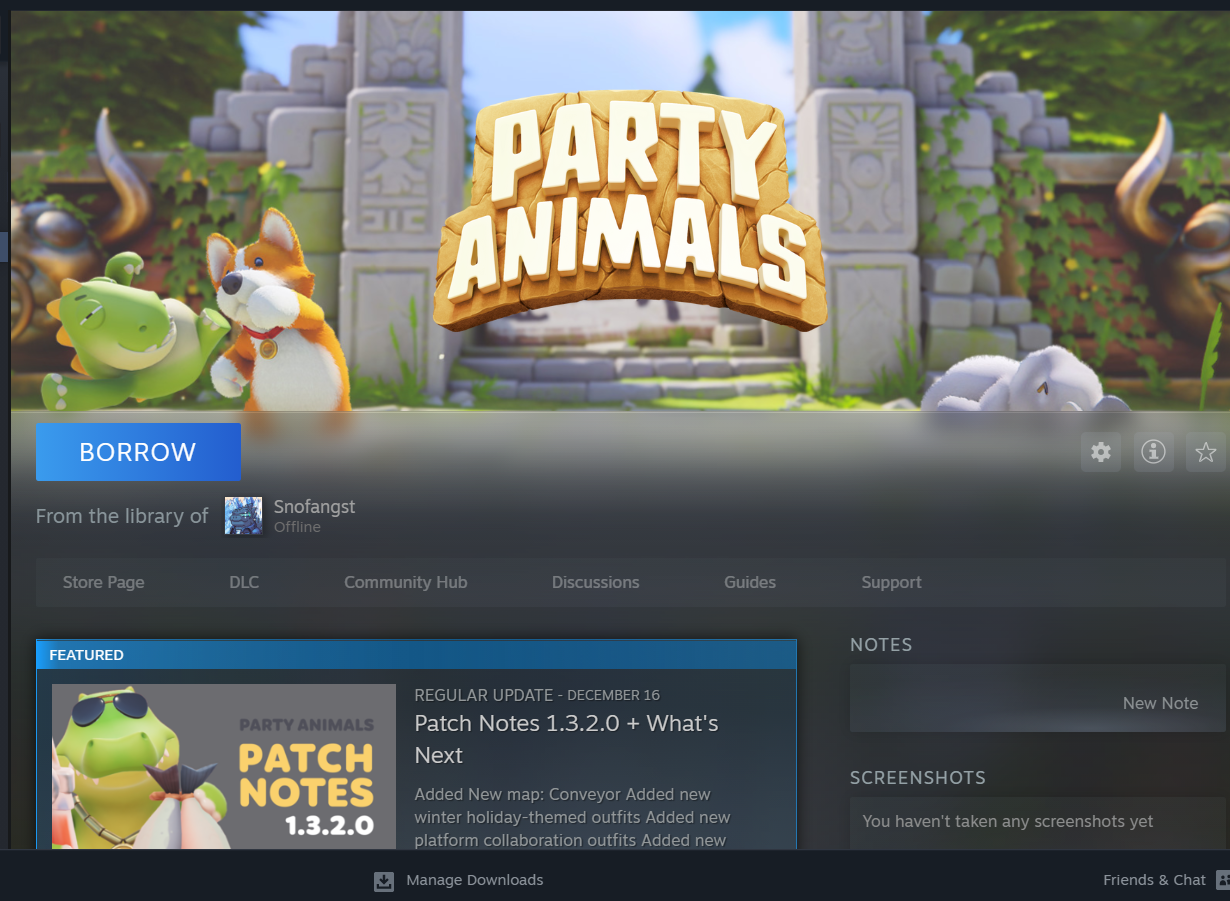 PARTY
ANIMALS
BORROW
From the library of
Snofangst
Offline
Store Page
DLC
Community Hub
Discussions
Guides
Support
FEATURED
PARTY ANIMALS
PATCH
NOTES
1.3.2.0
REGULAR UPDATE - DECEMBER 16
Patch Notes 1.3.2.0 + What's
Next
Added New map: Conveyor Added new
winter holiday-themed outfits Added new
platform collaboration outfits Added new
NOTES
New Note
SCREENSHOTS
You haven't taken any screenshots yet
Manage Downloads
Friends & Chat